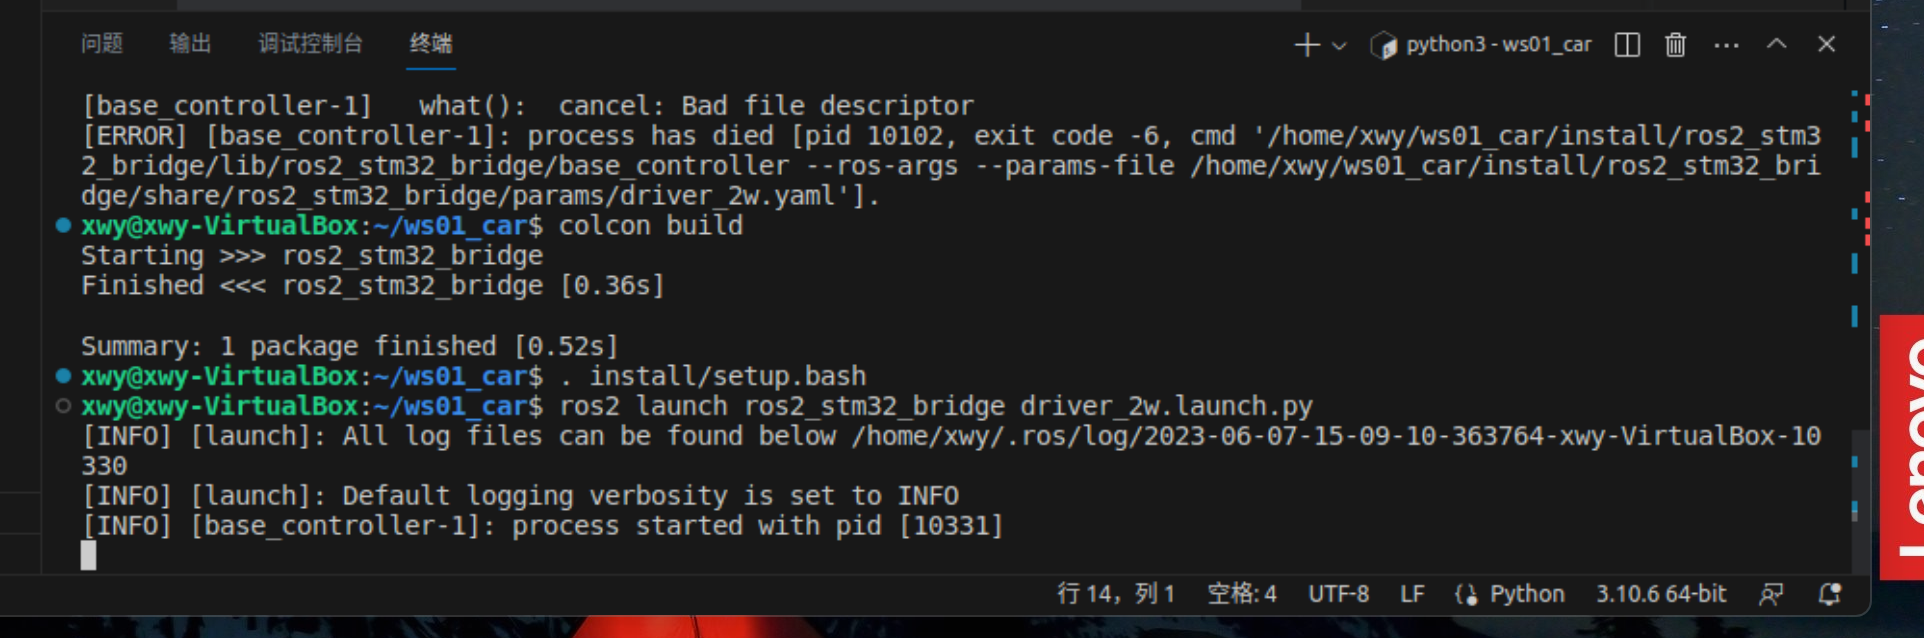 问题 输出 调试控制台 终端 python3 - ws01_car
[base_controller-1]   what():  cancel: Bad file descriptor
[ERROR] [base_controller-1]: process has died [pid 10102, exit code -6, cmd '/home/xwy/ws01_car/install/ros2_stm3
2_bridge/lib/ros2_stm32_bridge/base_controller --ros-args --params-file /home/xwy/ws01_car/install/ros2_stm32_bri
dge/share/ros2_stm32_bridge/params/driver_2w.yaml'].
xwy@xwy-VirtualBox:~/ws01_car$ colcon build
Starting >>> ros2_stm32_bridge
Finished <<< ros2_stm32_bridge [0.36s]
Summary: 1 package finished [0.52s]
xwy@xwy-VirtualBox:~/ws01_car$ . install/setup.bash
xwy@xwy-VirtualBox:~/ws01_car$ ros2 launch ros2_stm32_bridge driver_2w.launch.py
[INFO] [launch]: All log files can be found below /home/xwy/.ros/log/2023-06-07-15-09-10-363764-xwy-VirtualBox-10
330
[INFO] [launch]: Default logging verbosity is set to INFO
[INFO] [base_controller-1]: process started with pid [10331]
行 14，列 1 空格: 4 UTF-8 LF Python 3.10.6 64-bit
Lenovo